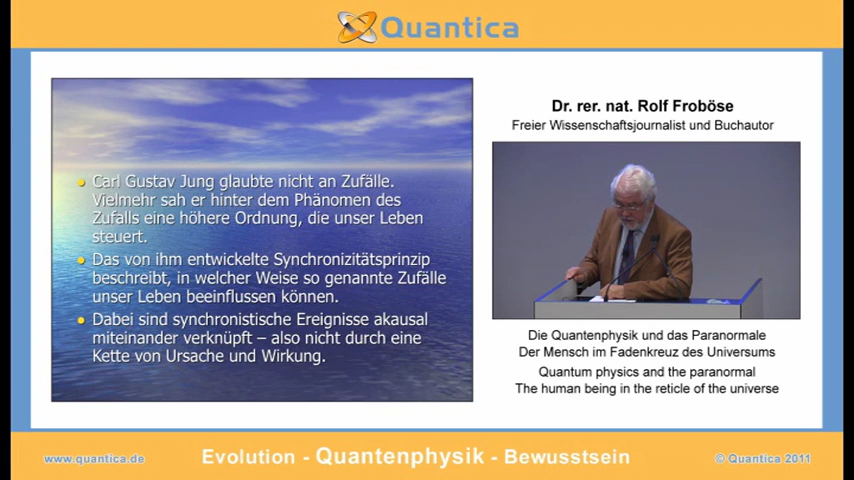 Quantica
Carl Gustav Jung glaubte nicht an Zufälle.
Vielmehr sah er hinter dem Phänomen des
Zufalls eine höhere Ordnung, die unser Leben
steuert.
Das von ihm entwickelte Synchronizitätsprinzip
beschreibt, in welcher Weise so genannte Zufälle
unser Leben beeinflussen können.
Dabei sind synchronistische Ereignisse akausal
miteinander verknüpft – also nicht durch eine
Kette von Ursache und Wirkung.
Dr. rer. nat. Rolf Froböse
Freier Wissenschaftsjournalist und Buchautor
Die Quantenphysik und das Paranormale
Der Mensch im Fadenkreuz des Universums
Quantum physics and the paranormal
The human being in the reticle of the universe
www.quantica.de
Evolution - Quantenphysik - Bewusstsein
© Quantica 2011